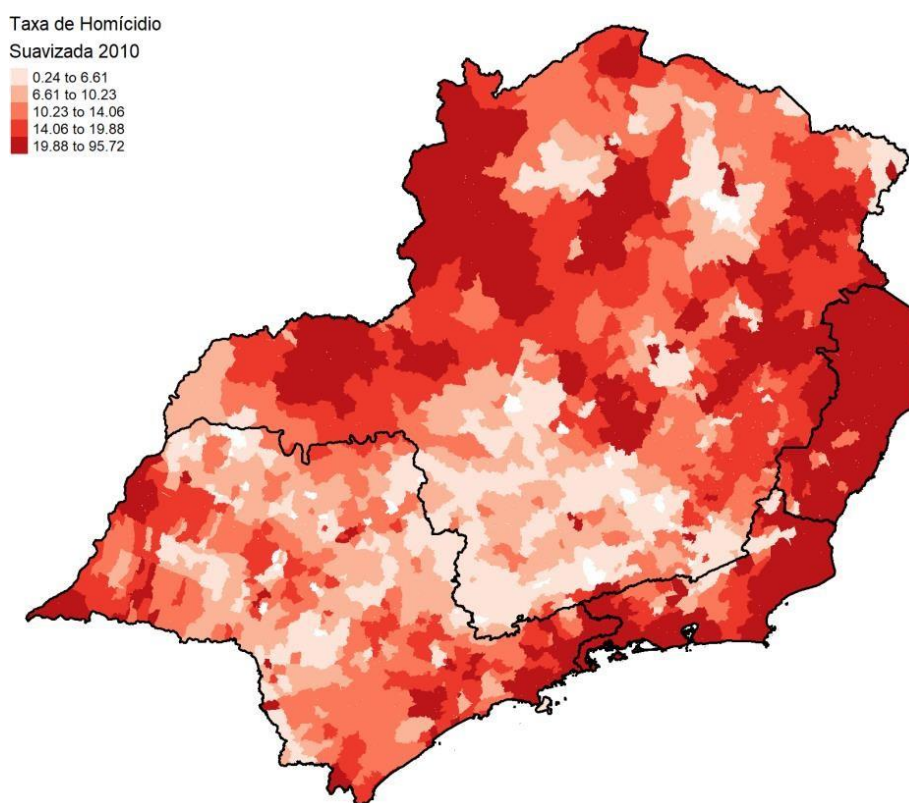 Taxa de Homícidio
Suavizada 2010
0.24 to 6.61
6.61 to 10.23
10.23 to 14.06
14.06 to 19.88
19.88 to 95.72